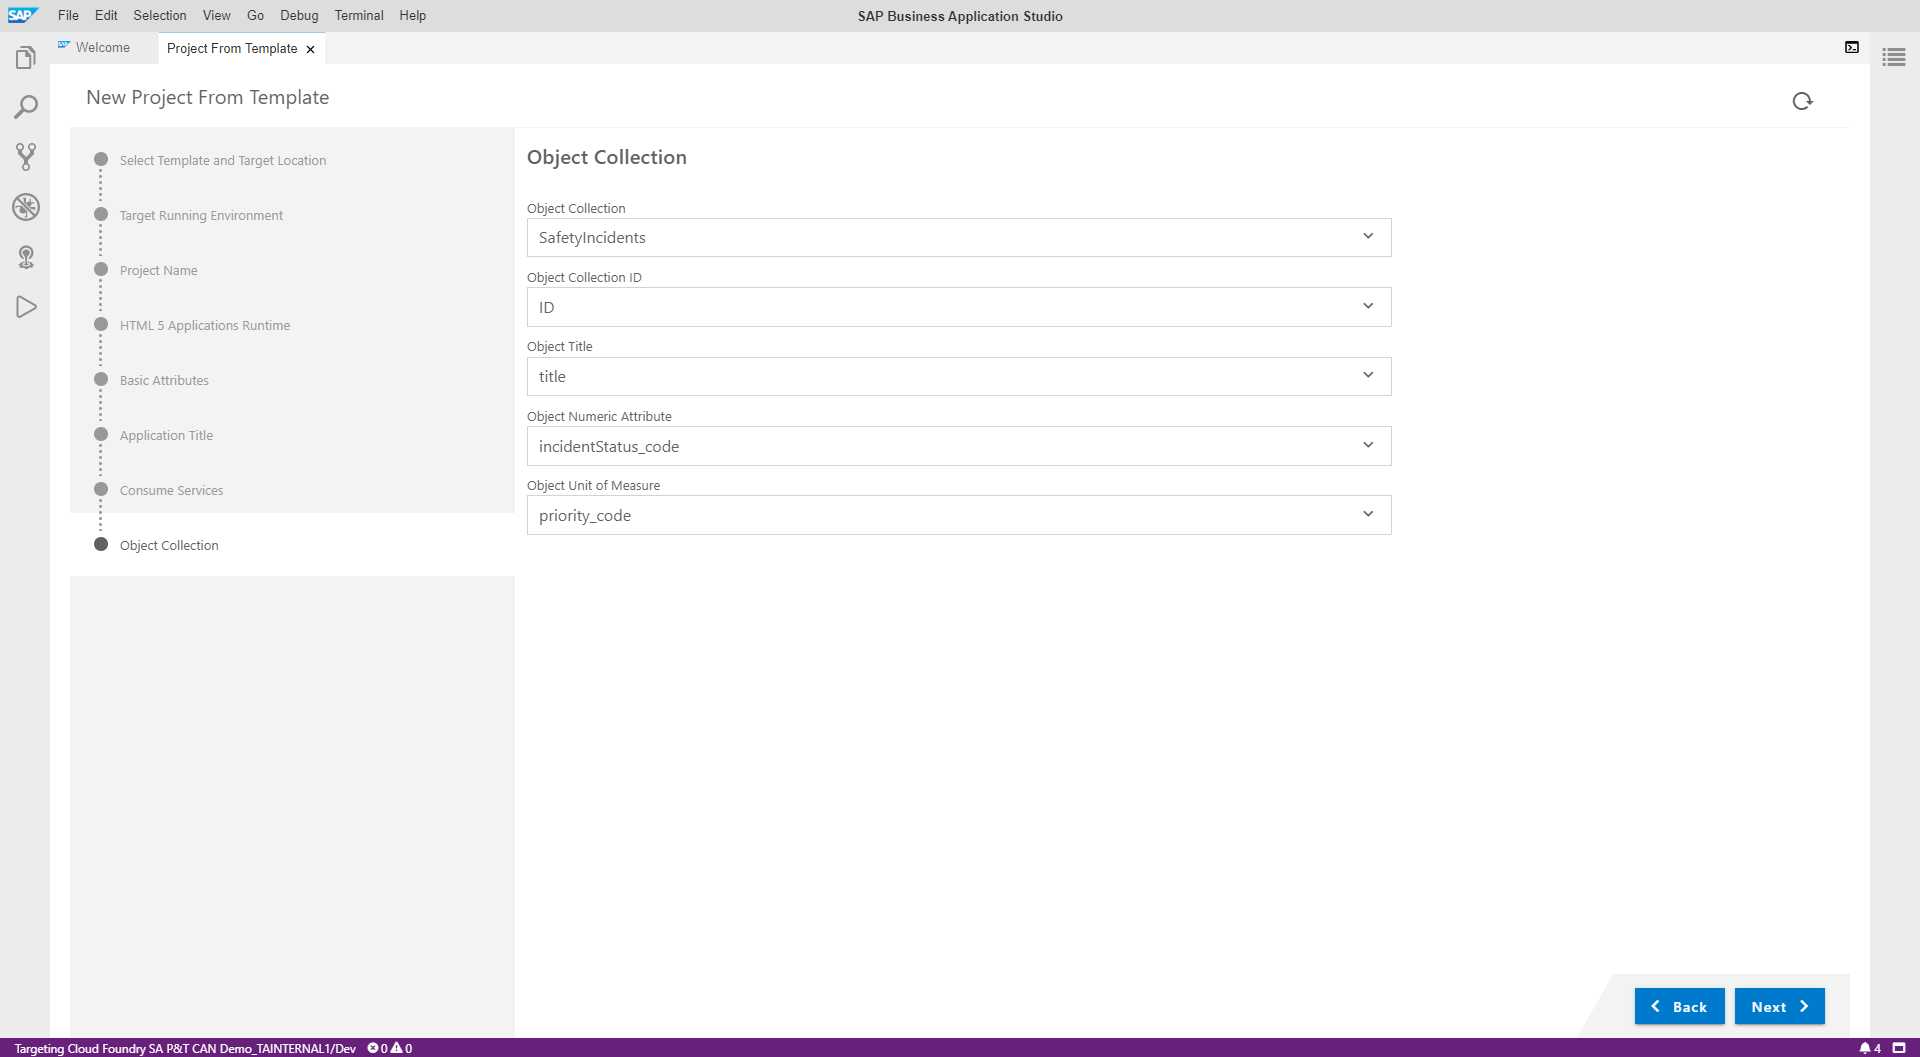 SAP File Edit Selection View Go Debug Terminal Help SAP Business Application Studio
SAP Welcome Project From Template
New Project From Template
Select Template and Target Location
Target Running Environment
Project Name
HTML 5 Applications Runtime
Basic Attributes
Application Title
Consume Services
Object Collection
Object Collection
Object Collection
SafetyIncidents
Object Collection ID
ID
Object Title
title
Object Numeric Attribute
incidentStatus_code
Object Unit of Measure
priority_code
Back Next
Targeting Cloud Foundry SA P&T CAN Demo_TAINTERNAL1/Dev 0 0 4